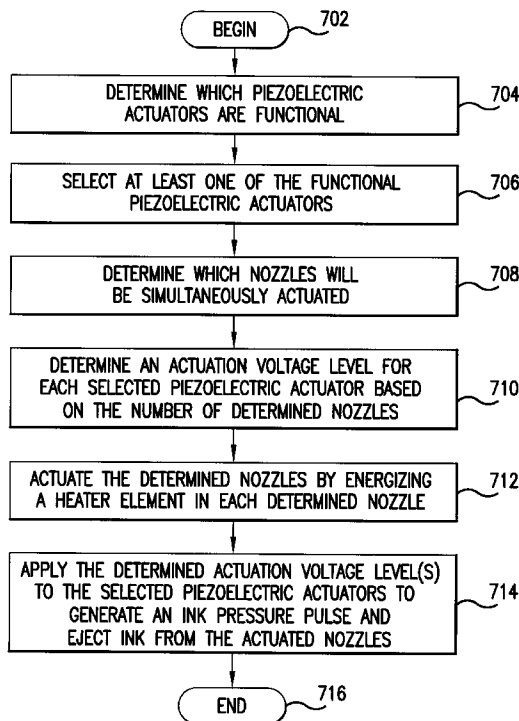 BEGIN
702
DETERMINE WHICH PIEZOELECTRIC
ACTUATORS ARE FUNCTIONAL
704
SELECT AT LEAST ONE OF THE FUNCTIONAL
PIEZOELECTRIC ACTUATORS
706
DETERMINE WHICH NOZZLES WILL
BE SIMULTANEOUSLY ACTUATED
708
DETERMINE AN ACTUATION VOLTAGE LEVEL FOR
EACH SELECTED PIEZOELECTRIC ACTUATOR BASED
ON THE NUMBER OF DETERMINED NOZZLES
710
ACTUATE THE DETERMINED NOZZLES BY ENERGIZING
A HEATER ELEMENT IN EACH DETERMINED NOZZLE
712
APPLY THE DETERMINED ACTUATION VOLTAGE LEVEL(S)
TO THE SELECTED PIEZOELECTRIC ACTUATORS TO
GENERATE AN INK PRESSURE PULSE AND
EJECT INK FROM THE ACTUATED NOZZLES
714
END
716